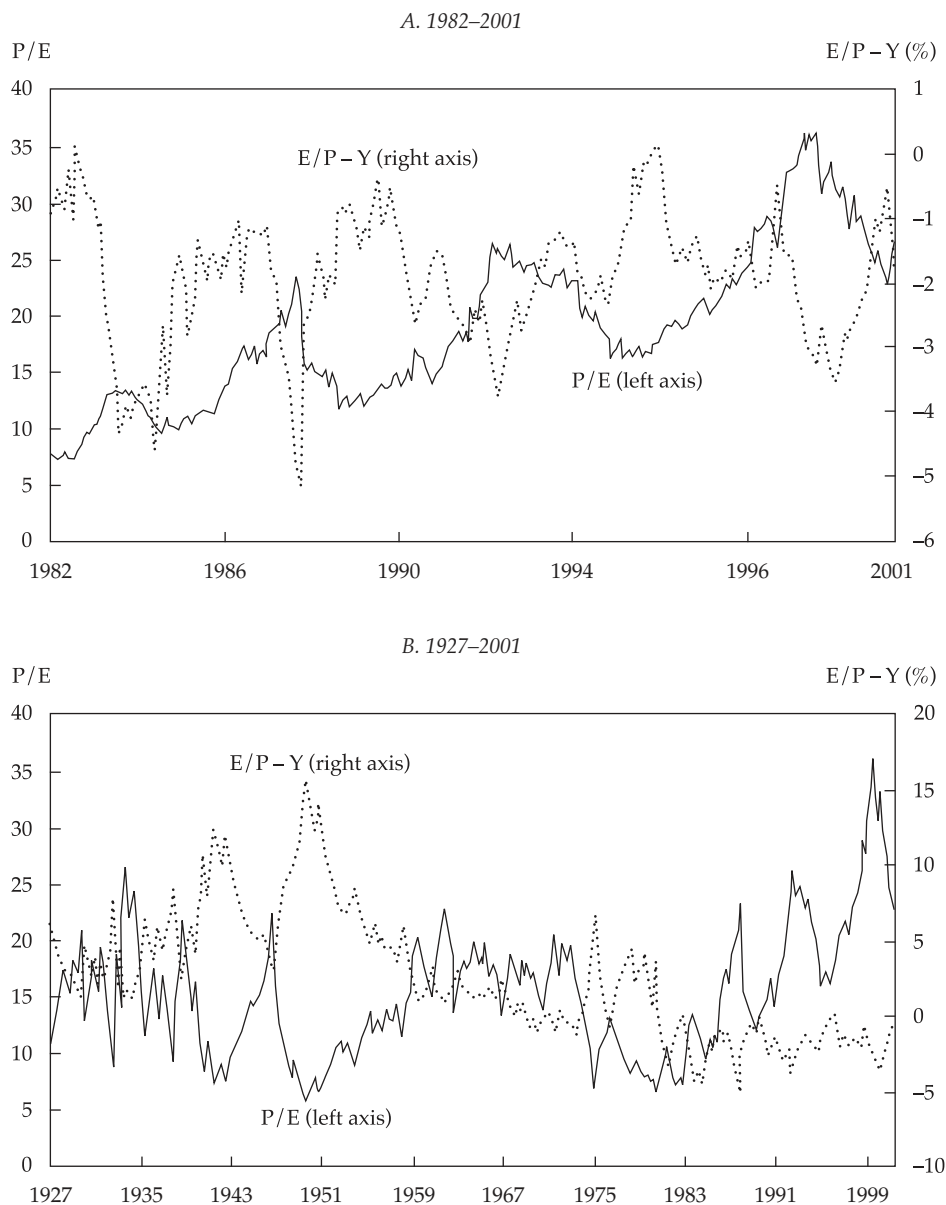 A. 1982–2001
P/E E/P – Y (%)
40 1
35 0
E/P – Y (right axis)
30 –1
25 –2
20 –3
15
P/E (left axis)
10 –4
5 –5
0 –6
1982 1986 1990 1994 1996 2001
B. 1927–2001
P/E E/P – Y (%)
40 20
E/P – Y (right axis)
35 15
30 10
25
20 5
15 0
10
5 –5
P/E (left axis)
0 –10
1927 1935 1943 1951 1959 1967 1975 1983 1991 1999